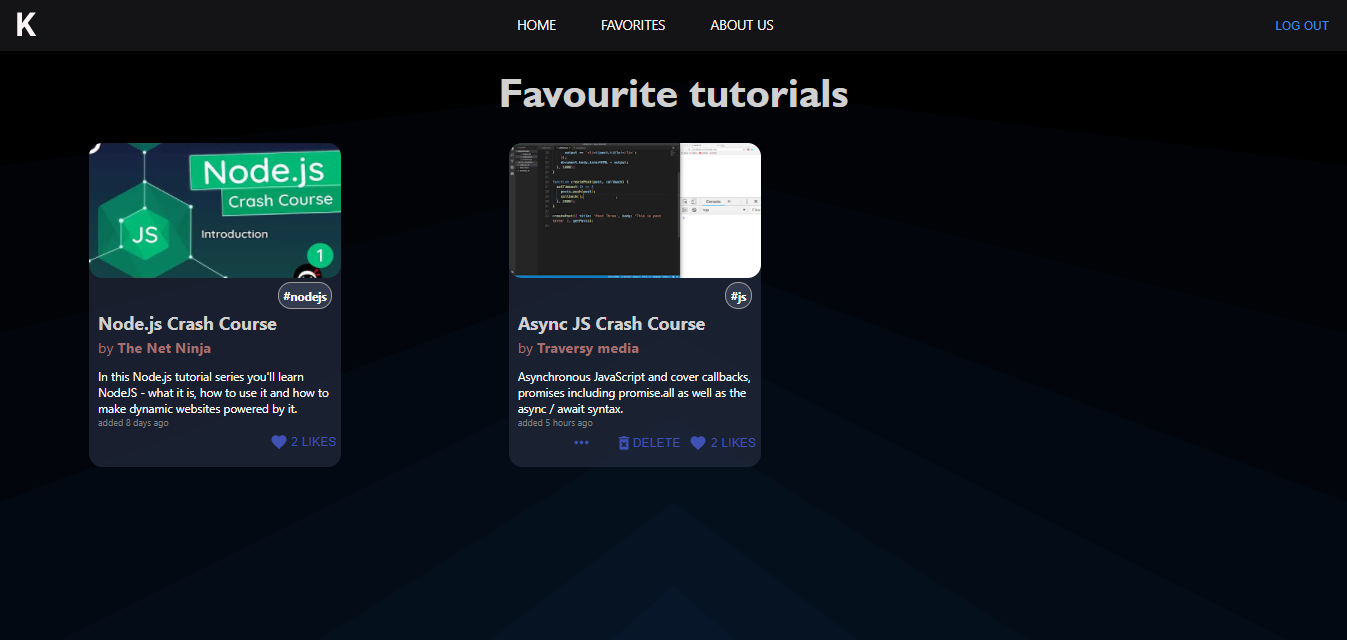 K
HOME
FAVORITES
ABOUT US
LOG OUT
Favourite tutorials
Node.js
Crash Course
JS
Introduction
1
#nodejs
Node.js Crash Course
by The Net Ninja
In this Node.js tutorial series you'll learn
NodeJS - what it is, how to use it and how to
make dynamic websites powered by it.
added 8 days ago
2 LIKES
#js
Async JS Crash Course
by Traversy media
Asynchronous JavaScript and cover callbacks,
promises including promise.all as well as the
async / await syntax.
added 5 hours ago
DELETE
2 LIKES